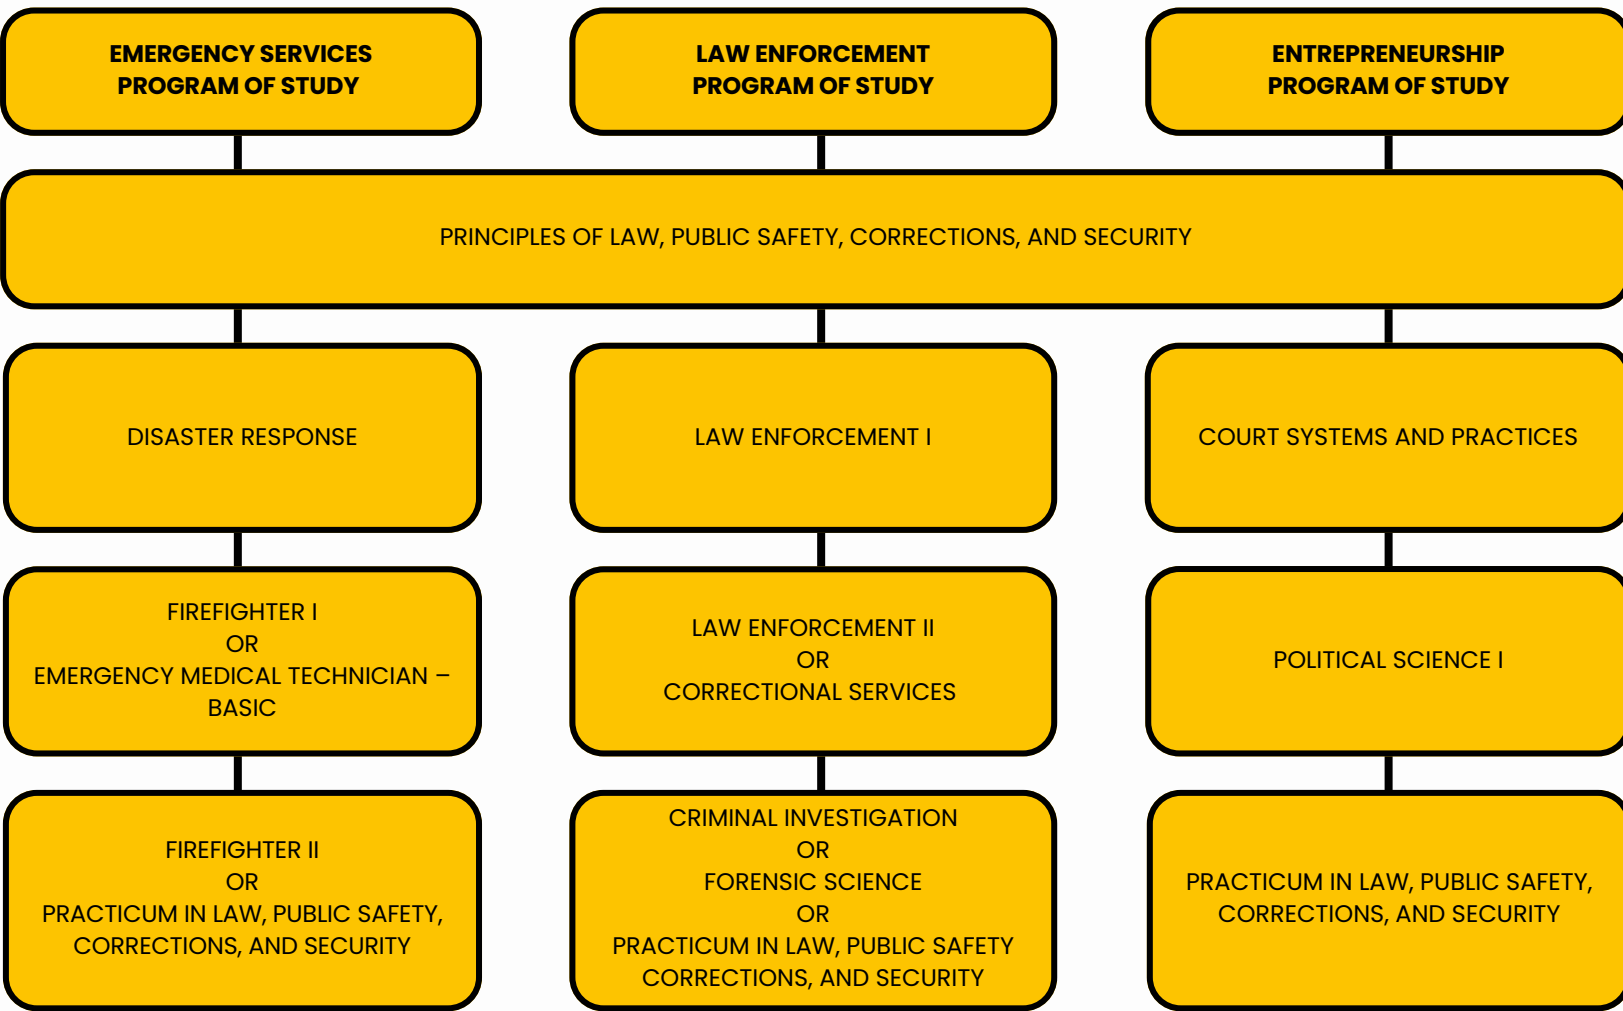 EMERGENCY SERVICES
PROGRAM OF STUDY
LAW ENFORCEMENT
PROGRAM OF STUDY
ENTREPRENEURSHIP
PROGRAM OF STUDY
PRINCIPLES OF LAW, PUBLIC SAFETY, CORRECTIONS, AND SECURITY
DISASTER RESPONSE
LAW ENFORCEMENT I
COURT SYSTEMS AND PRACTICES
FIREFIGHTER I
OR
EMERGENCY MEDICAL TECHNICIAN –
BASIC
LAW ENFORCEMENT II
OR
CORRECTIONAL SERVICES
POLITICAL SCIENCE I
FIREFIGHTER II
OR
PRACTICUM IN LAW, PUBLIC SAFETY,
CORRECTIONS, AND SECURITY
CRIMINAL INVESTIGATION
OR
FORENSIC SCIENCE
OR
PRACTICUM IN LAW, PUBLIC SAFETY
CORRECTIONS, AND SECURITY
PRACTICUM IN LAW, PUBLIC SAFETY,
CORRECTIONS, AND SECURITY